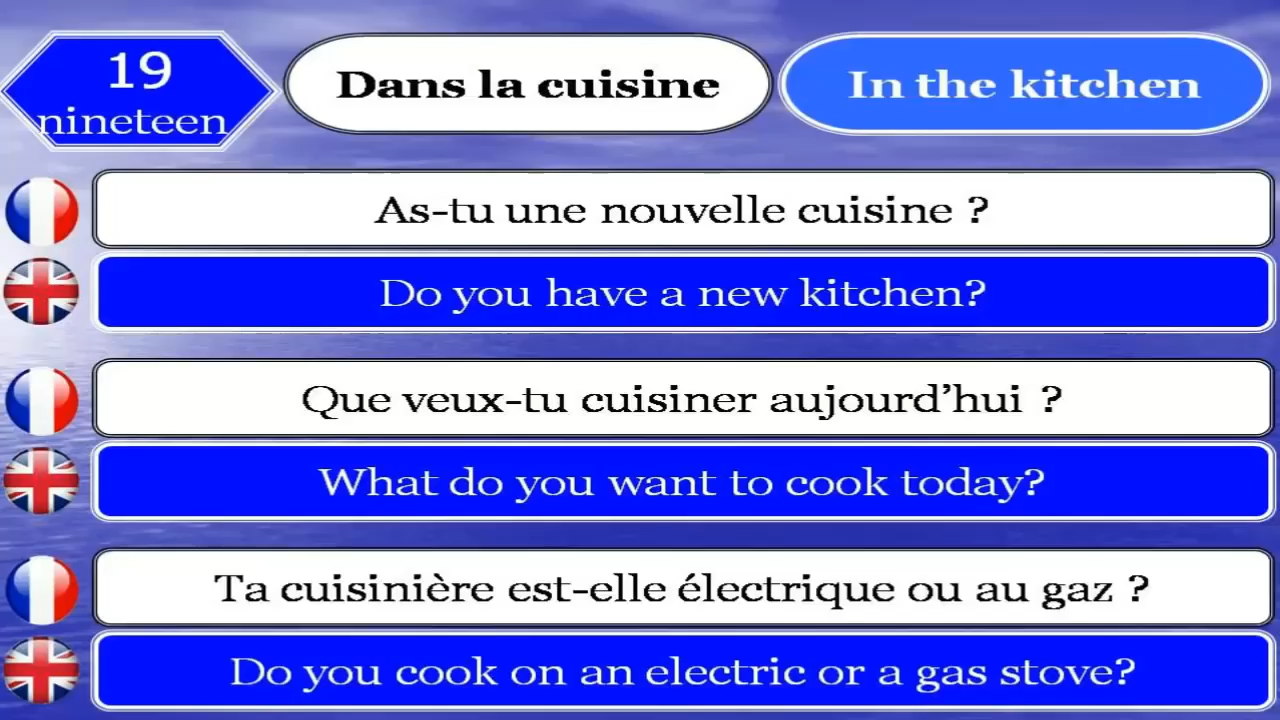 19
nineteen
Dans la cuisine
In the kitchen
As-tu une nouvelle cuisine ?
Do you have a new kitchen?
Que veux-tu cuisiner aujourd’hui ?
What do you want to cook today?
Ta cuisinière est-elle électrique ou au gaz ?
Do you cook on an electric or a gas stove?